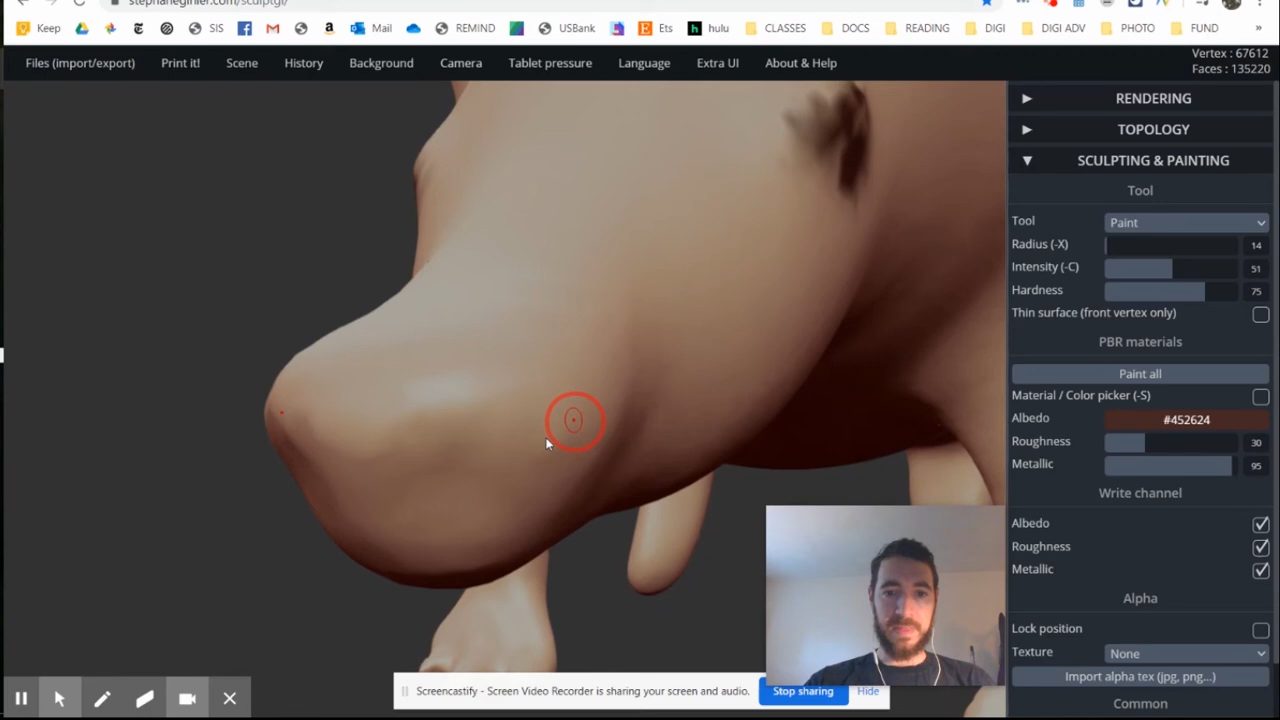 stephaneginier.com/sculptgl/
Keep SIS Mail REMIND USBank Ets hulu CLASSES DOCS READING DIGI DIGI ADV PHOTO FUND »
Files (import/export) Print it! Scene History Background Camera Tablet pressure Language Extra UI About & Help
Vertex : 67612
Faces : 135220
RENDERING
TOPOLOGY
SCULPTING & PAINTING
Tool
Tool Paint
Radius (-X) 14
Intensity (-C) 51
Hardness 75
Thin surface (front vertex only)
PBR materials
Paint all
Material / Color picker (-S)
Albedo #452624
Roughness 30
Metallic 95
Write channel
Albedo
Roughness
Metallic
Alpha
Lock position
Texture None
Import alpha tex (jpg, png...)
Common
Screencastify - Screen Video Recorder is sharing your screen and audio. Stop sharing Hide